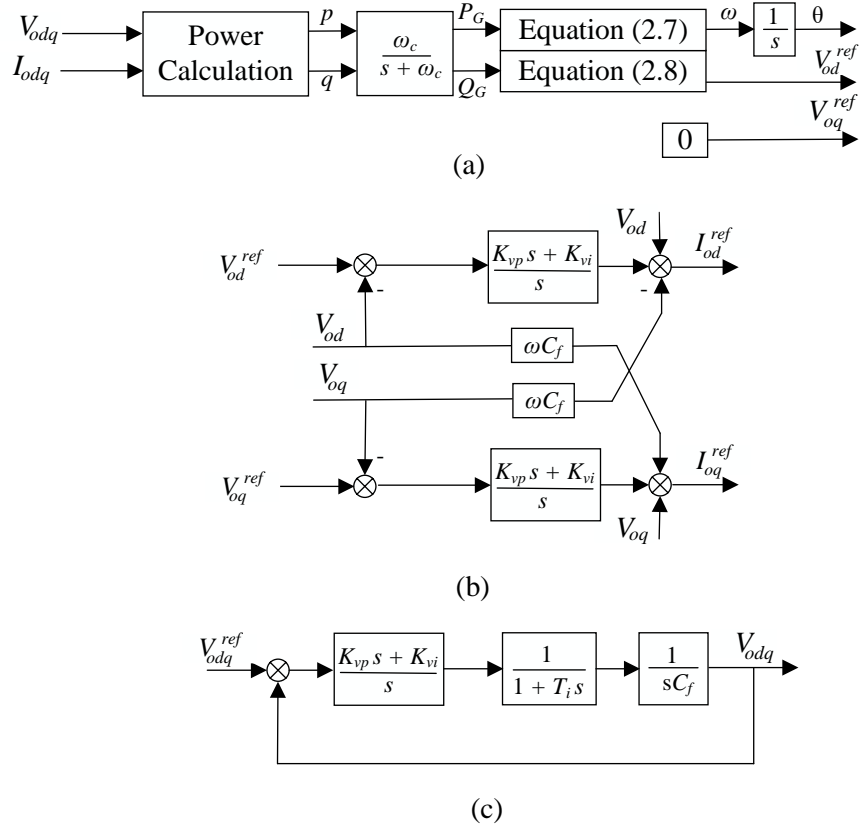 V_odq
I_odq
Power
Calculation
p
q
ω_c
s + ω_c
P_G
Q_G
Equation (2.7)
Equation (2.8)
ω
1
s
θ
V_od^ref
V_oq^ref
0
(a)
V_od
I_od^ref
V_od^ref
K_vp s + K_vi
s
-
-
V_od
ωC_f
V_oq
ωC_f
-
V_oq^ref
K_vp s + K_vi
s
I_oq^ref
V_oq
(b)
V_odq^ref
K_vp s + K_vi
s
1
1 + T_i s
1
sC_f
V_odq
(c)